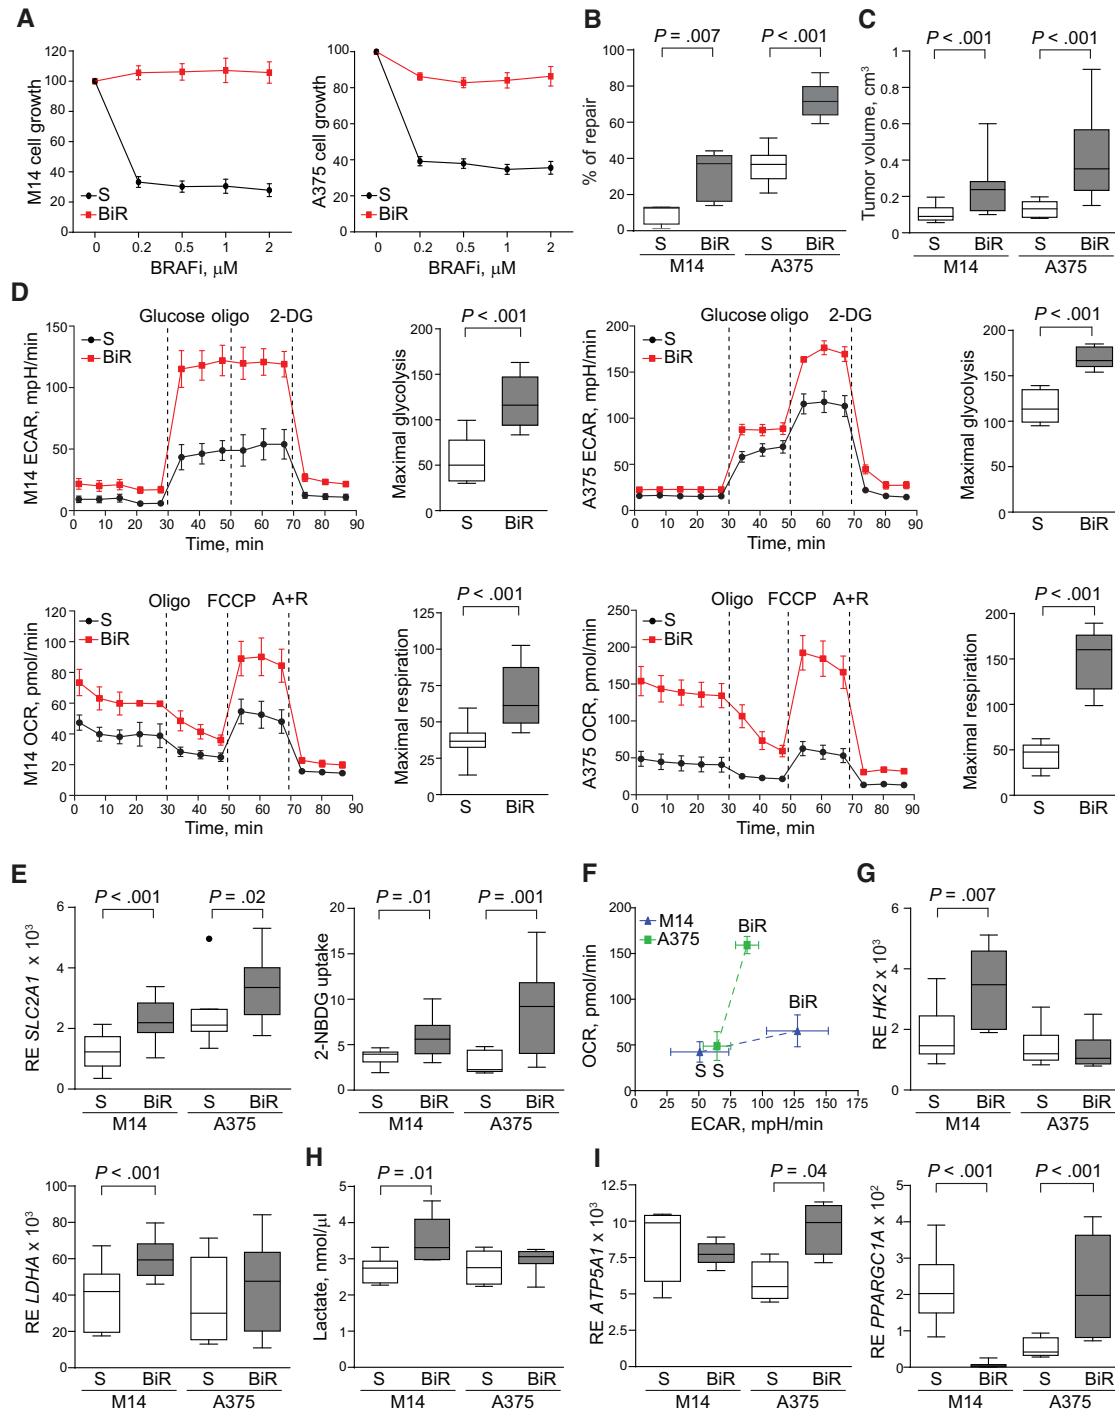 A
M14 cell growth
120
100
80
60
40
20
0
S
BiR
0 0.2 0.5 1 2
BRAFi, μM
A375 cell growth
100
80
60
40
20
0
S
BiR
0 0.2 0.5 1 2
BRAFi, μM
B
P = .007 P < .001
% of repair
100
80
60
40
20
0
S BiR S BiR
M14 A375
C
P < .001 P < .001
Tumor volume, cm³
1
0.8
0.6
0.4
0.2
0
S BiR S BiR
M14 A375
D
Glucose oligo 2-DG
M14 ECAR, mpH/min
150
100
50
0
S
BiR
0 10 20 30 40 50 60 70 80 90
Time, min
P < .001
Maximal glycolysis
200
150
100
50
0
S BiR
Glucose oligo 2-DG
A375 ECAR, mpH/min
200
150
100
50
0
S
BiR
0 10 20 30 40 50 60 70 80 90
Time, min
P < .001
Maximal glycolysis
200
150
100
50
0
S BiR
Oligo FCCP A+R
M14 OCR, pmol/min
120
100
80
60
40
20
0
S
BiR
0 10 20 30 40 50 60 70 80 90
Time, min
P < .001
Maximal respiration
125
100
75
50
25
0
S BiR
Oligo FCCP A+R
A375 OCR, pmol/min
250
200
150
100
50
0
S
BiR
0 10 20 30 40 50 60 70 80 90
Time, min
P < .001
Maximal respiration
200
150
100
50
0
S BiR
E
P < .001 P = .02
RE SLC2A1 x 10³
6
4
2
0
S BiR S BiR
M14 A375
P = .01 P = .001
2-NBDG uptake
20
15
10
5
0
S BiR S BiR
M14 A375
F
OCR, pmol/min
200
150
100
50
0
M14
A375
BiR
BiR
S S
0 25 50 75 100 125 150 175
ECAR, mpH/min
G
P = .007
RE HK2 x 10³
6
4
2
0
S BiR S BiR
M14 A375
P < .001
RE LDHA x 10³
100
80
60
40
20
0
S BiR S BiR
M14 A375
H
P = .01
Lactate, nmol/μl
5
4
3
2
1
0
S BiR S BiR
M14 A375
I
P = .04
RE ATP5A1 x 10³
12.5
10
7.5
5
2.5
0
S BiR S BiR
M14 A375
P < .001 P < .001
RE PPARGC1A x 10²
5
4
3
2
1
0
S BiR S BiR
M14 A375